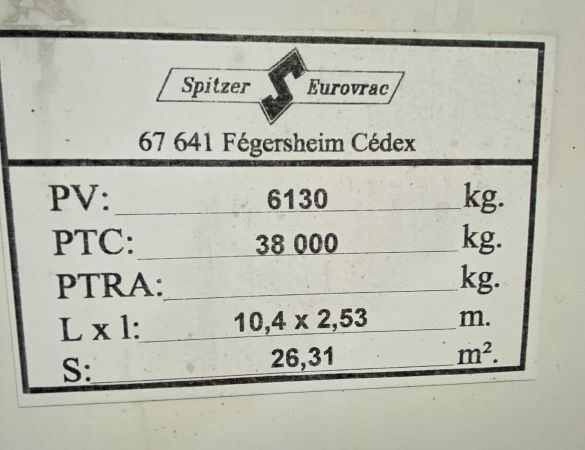 Spitzer S Eurovrac
67 641 Fégersheim Cédex
PV: 6130 kg.
PTC: 38 000 kg.
PTRA: kg.
L x l: 10,4 x 2,53 m.
S: 26,31 m².